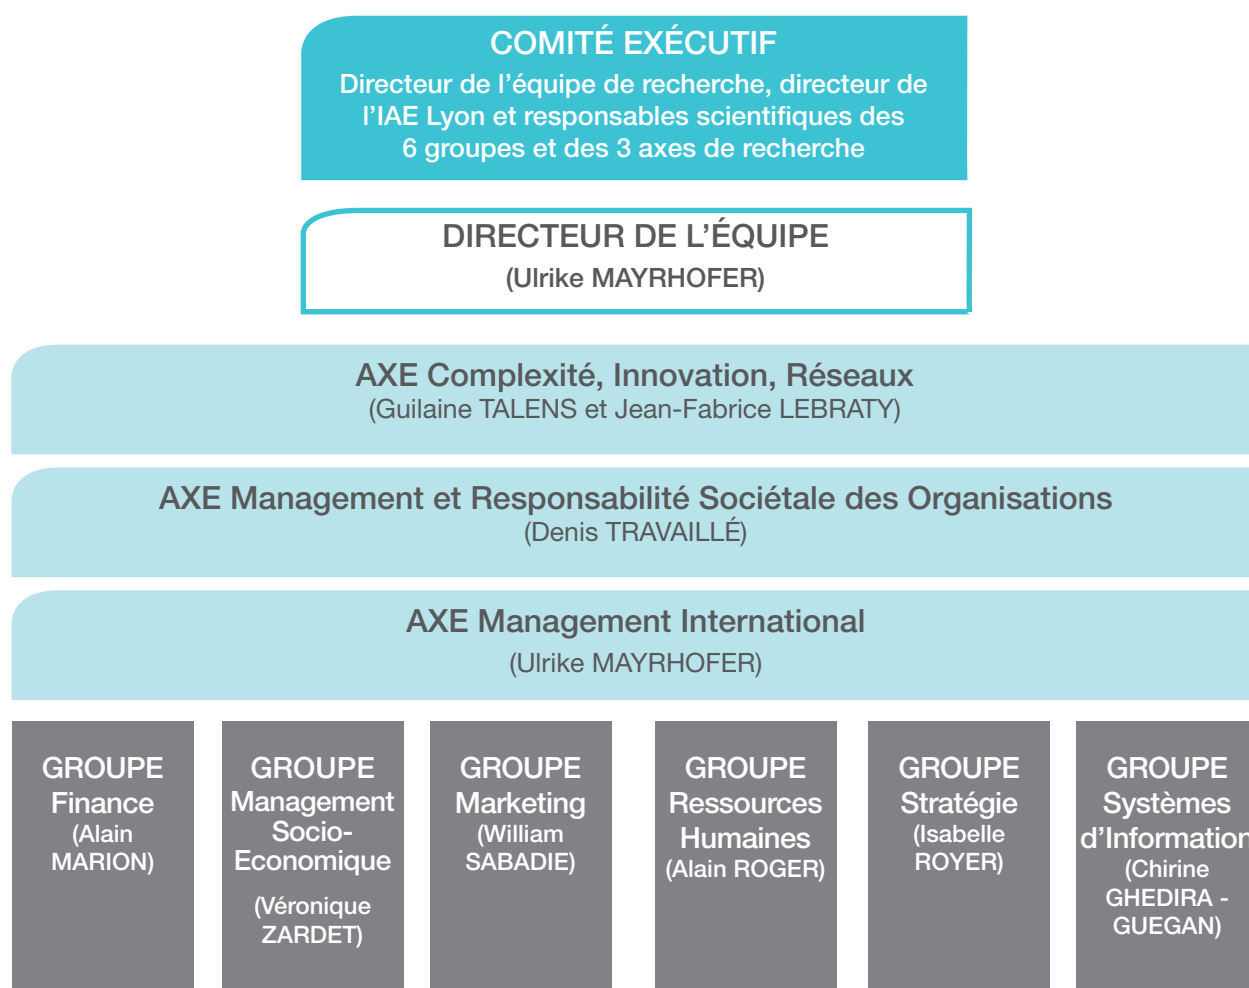 COMITÉ EXÉCUTIF
Directeur de l’équipe de recherche, directeur de
l’IAE Lyon et responsables scientifiques des
6 groupes et des 3 axes de recherche
DIRECTEUR DE L’ÉQUIPE
(Ulrike MAYRHOFER)
AXE Complexité, Innovation, Réseaux
(Guilaine TALENS et Jean-Fabrice LEBRATY)
AXE Management et Responsabilité Sociétale des Organisations
(Denis TRAVAILLÉ)
AXE Management International
(Ulrike MAYRHOFER)
GROUPE
Finance
(Alain
MARION)
GROUPE
Management
Socio-
Economique
(Véronique
ZARDET)
GROUPE
Marketing
(William
SABADIE)
GROUPE
Ressources
Humaines
(Alain ROGER)
GROUPE
Stratégie
(Isabelle
ROYER)
GROUPE
Systèmes
d’Information
(Chirine
GHEDIRA -
GUEGAN)